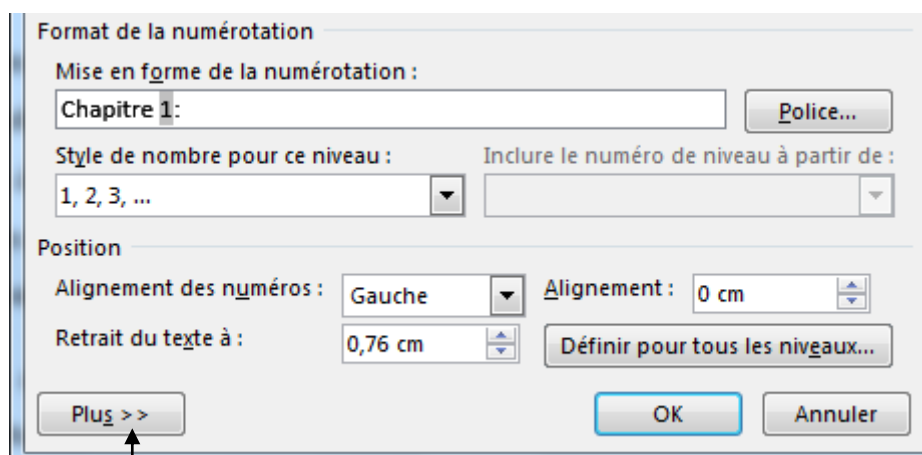 Format de la numérotation
Mise en forme de la numérotation :
Chapitre 1:
Police...
Style de nombre pour ce niveau :
Inclure le numéro de niveau à partir de :
1, 2, 3, ...
Position
Alignement des numéros :
Gauche
Alignement :
0 cm
Retrait du texte à :
0,76 cm
Définir pour tous les niveaux...
Plus >>
OK
Annuler